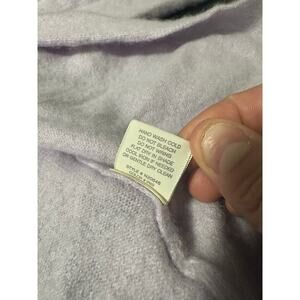 HAND WASH COLD
DO NOT BLEACH
DO NOT WRING
FLAT DRY IN SHADE
COOL IRON IF NEEDED
OR GENTLE DRY CLEAN
STYLE #